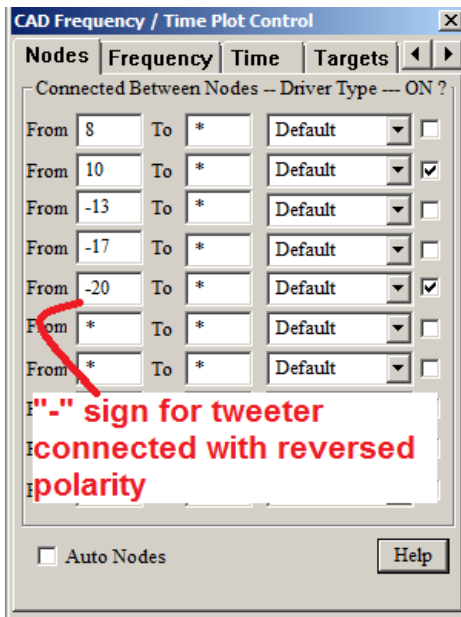 CAD Frequency / Time Plot Control
Nodes Frequency Time Targets
Connected Between Nodes -- Driver Type --- ON ?
From 8 To * Default
From 10 To * Default
From -13 To * Default
From -17 To * Default
From -20 To * Default
From * To * Default
From * To * Default
"-" sign for tweeter
connected with reversed
polarity
Auto Nodes Help